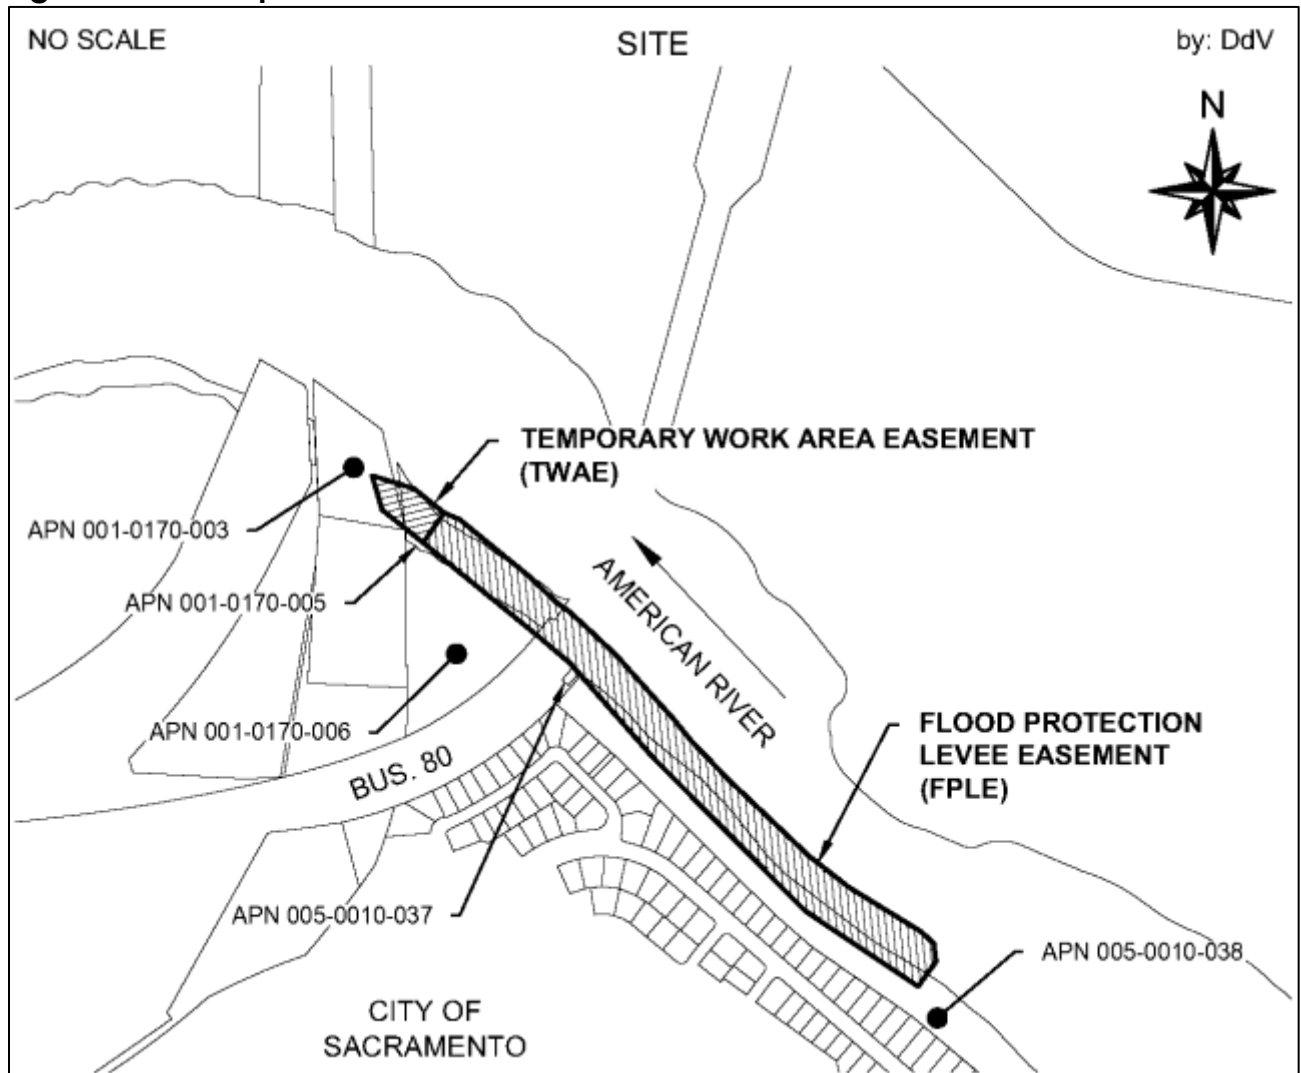 NO SCALE
SITE
by: DdV
N
TEMPORARY WORK AREA EASEMENT
(TWAE)
APN 001-0170-003
APN 001-0170-005
AMERICAN RIVER
APN 001-0170-006
BUS. 80
FLOOD PROTECTION
LEVEE EASEMENT
(FPLE)
APN 005-0010-037
APN 005-0010-038
CITY OF
SACRAMENTO